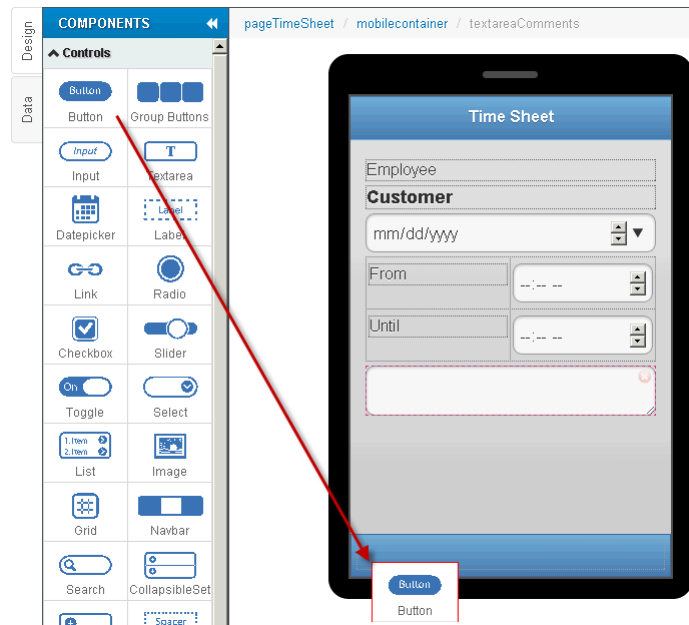 COMPONENTS
pageTimeSheet / mobilecontainer / textareaComments
Design
Data
Controls
Button
Button
Group Buttons
Input
Input
T
Textarea
Datepicker
Label
Label
Link
Radio
Checkbox
Slider
On
Toggle
Select
1. Item
2. Item
List
Image
Grid
Navbar
Search
CollapsibleSet
Spacer
Time Sheet
Employee
Customer
mm/dd/yyyy
From
--:-- --
Until
--:-- --
Button
Button